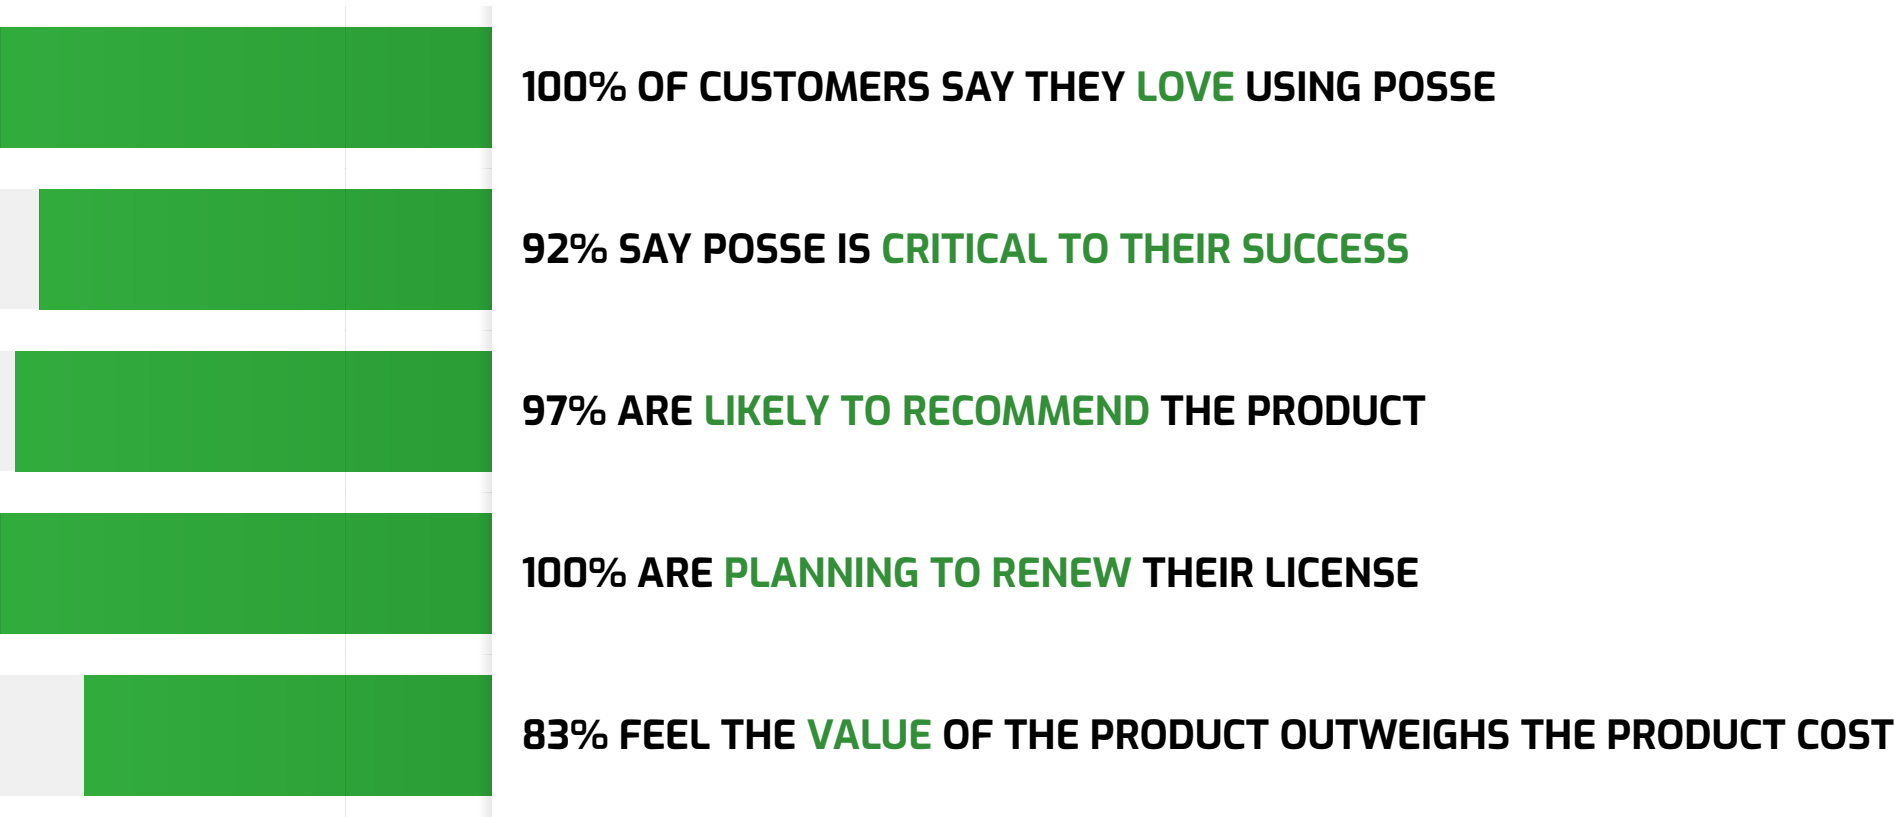 100% OF CUSTOMERS SAY THEY LOVE USING POSSE
92% SAY POSSE IS CRITICAL TO THEIR SUCCESS
97% ARE LIKELY TO RECOMMEND THE PRODUCT
100% ARE PLANNING TO RENEW THEIR LICENSE
83% FEEL THE VALUE OF THE PRODUCT OUTWEIGHS THE PRODUCT COST